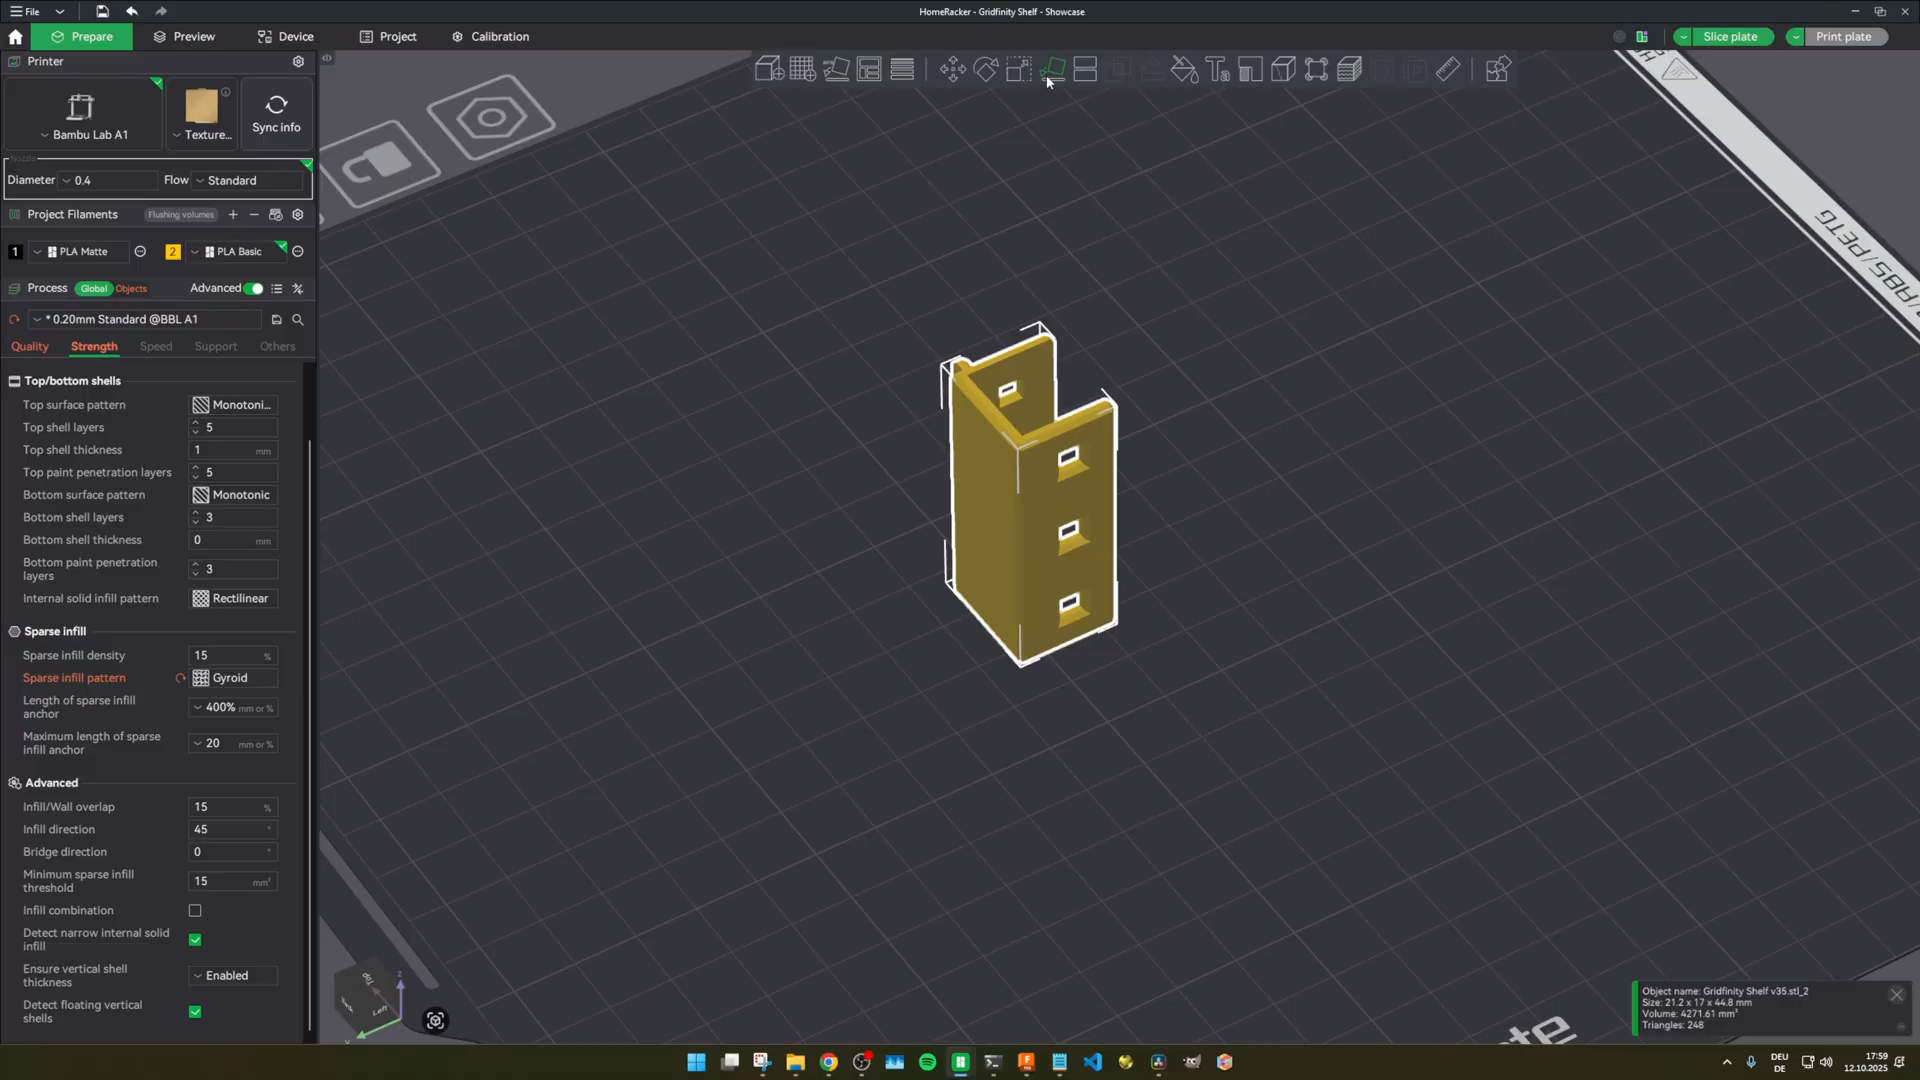 File
HomeRacker - Gridfinity Shelf - Showcase
Prepare
Preview
Device
Project
Calibration
Slice plate
Print plate
Printer
Bambu Lab A1
Texture...
Sync info
Nozzle
Diameter
0.4
Flow
Standard
Project Filaments
Flushing volumes
1
PLA Matte
2
PLA Basic
Process
Global
Objects
Advanced
* 0.20mm Standard @BBL A1
Quality
Strength
Speed
Support
Others
Top/bottom shells
Top surface pattern
Monotoni...
Top shell layers
5
Top shell thickness
1 mm
Top paint penetration layers
5
Bottom surface pattern
Monotonic
Bottom shell layers
3
Bottom shell thickness
0 mm
Bottom paint penetration
layers
3
Internal solid infill pattern
Rectilinear
Sparse infill
Sparse infill density
15 %
Sparse infill pattern
Gyroid
Length of sparse infill
anchor
400% mm or %
Maximum length of sparse
infill anchor
20 mm or %
Advanced
Infill/Wall overlap
15 %
Infill direction
45 °
Bridge direction
0 °
Minimum sparse infill
threshold
15 mm²
Infill combination
Detect narrow internal solid
infill
Ensure vertical shell
thickness
Enabled
Detect floating vertical
shells
/ABS/PETG
Top
Left
z
Object name: Gridfinity Shelf v35.stl_2
Size: 21.2 x 17 x 44.8 mm
Volume: 4271.61 mm³
Triangles: 248
DEU
DE
17:59
12.10.2025